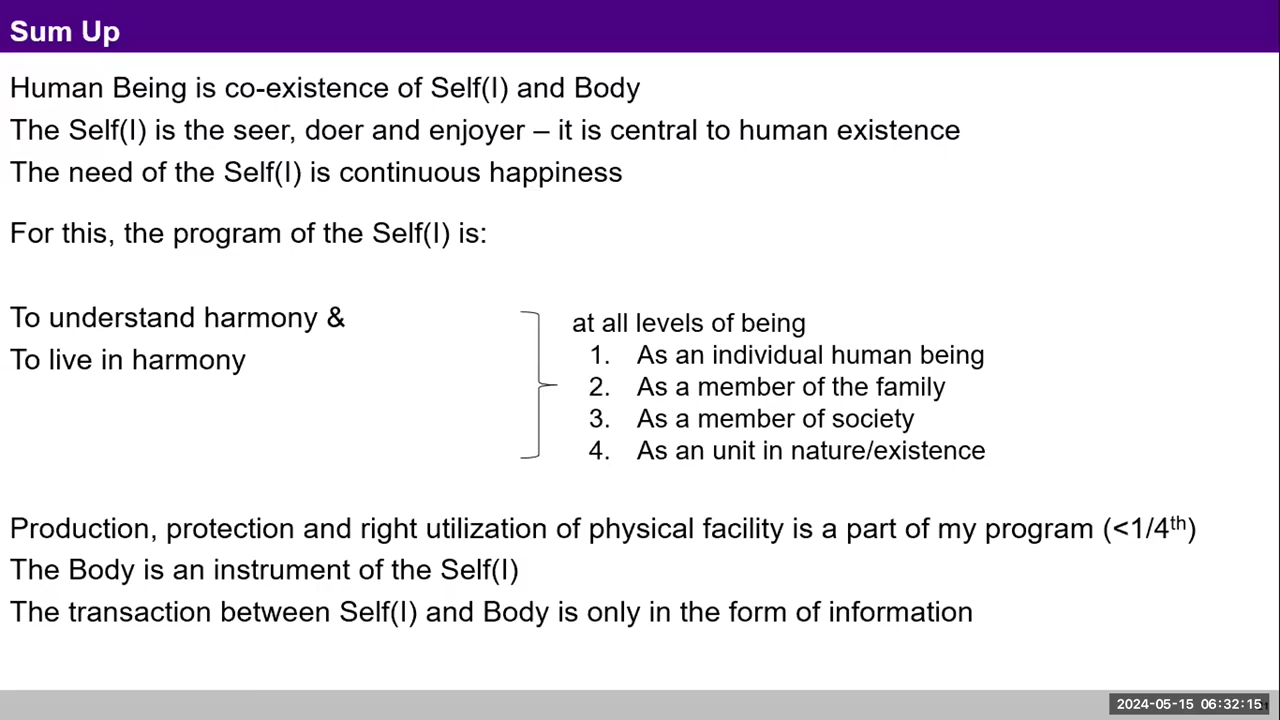 Sum Up
Human Being is co-existence of Self(I) and Body
The Self(I) is the seer, doer and enjoyer – it is central to human existence
The need of the Self(I) is continuous happiness
For this, the program of the Self(I) is:
To understand harmony &
To live in harmony
at all levels of being
1. As an individual human being
2. As a member of the family
3. As a member of society
4. As an unit in nature/existence
Production, protection and right utilization of physical facility is a part of my program (<1/4th)
The Body is an instrument of the Self(I)
The transaction between Self(I) and Body is only in the form of information
2024-05-15 06:32:15